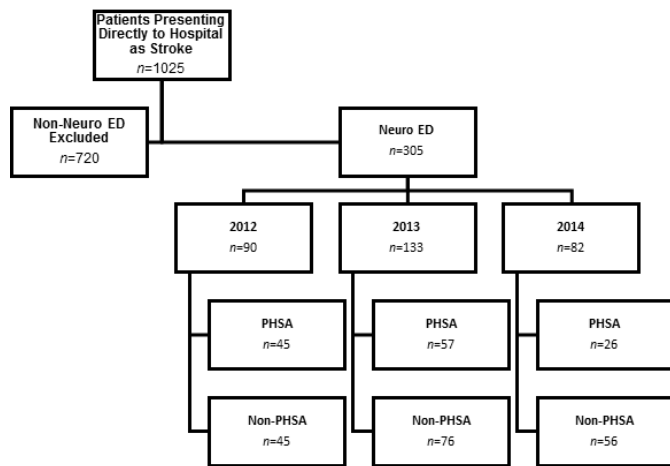 Patients Presenting
Directly to Hospital
as Stroke
n=1025
Non-Neuro ED
Excluded
n=720
Neuro ED
n=305
2012
n=90
2013
n=133
2014
n=82
PHSA
n=45
PHSA
n=57
PHSA
n=26
Non-PHSA
n=45
Non-PHSA
n=76
Non-PHSA
n=56